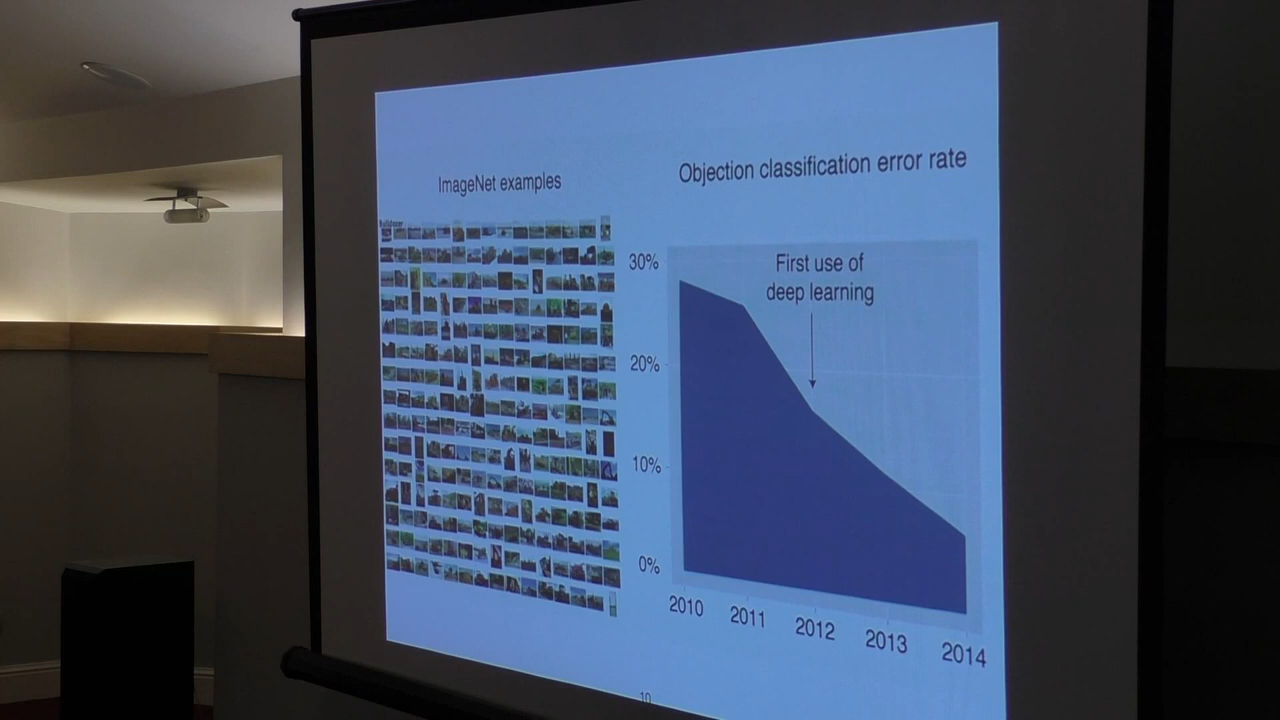 ImageNet examples
Bulldozer
Objection classification error rate
30%
20%
10%
0%
First use of
deep learning
2010
2011
2012
2013
2014
10